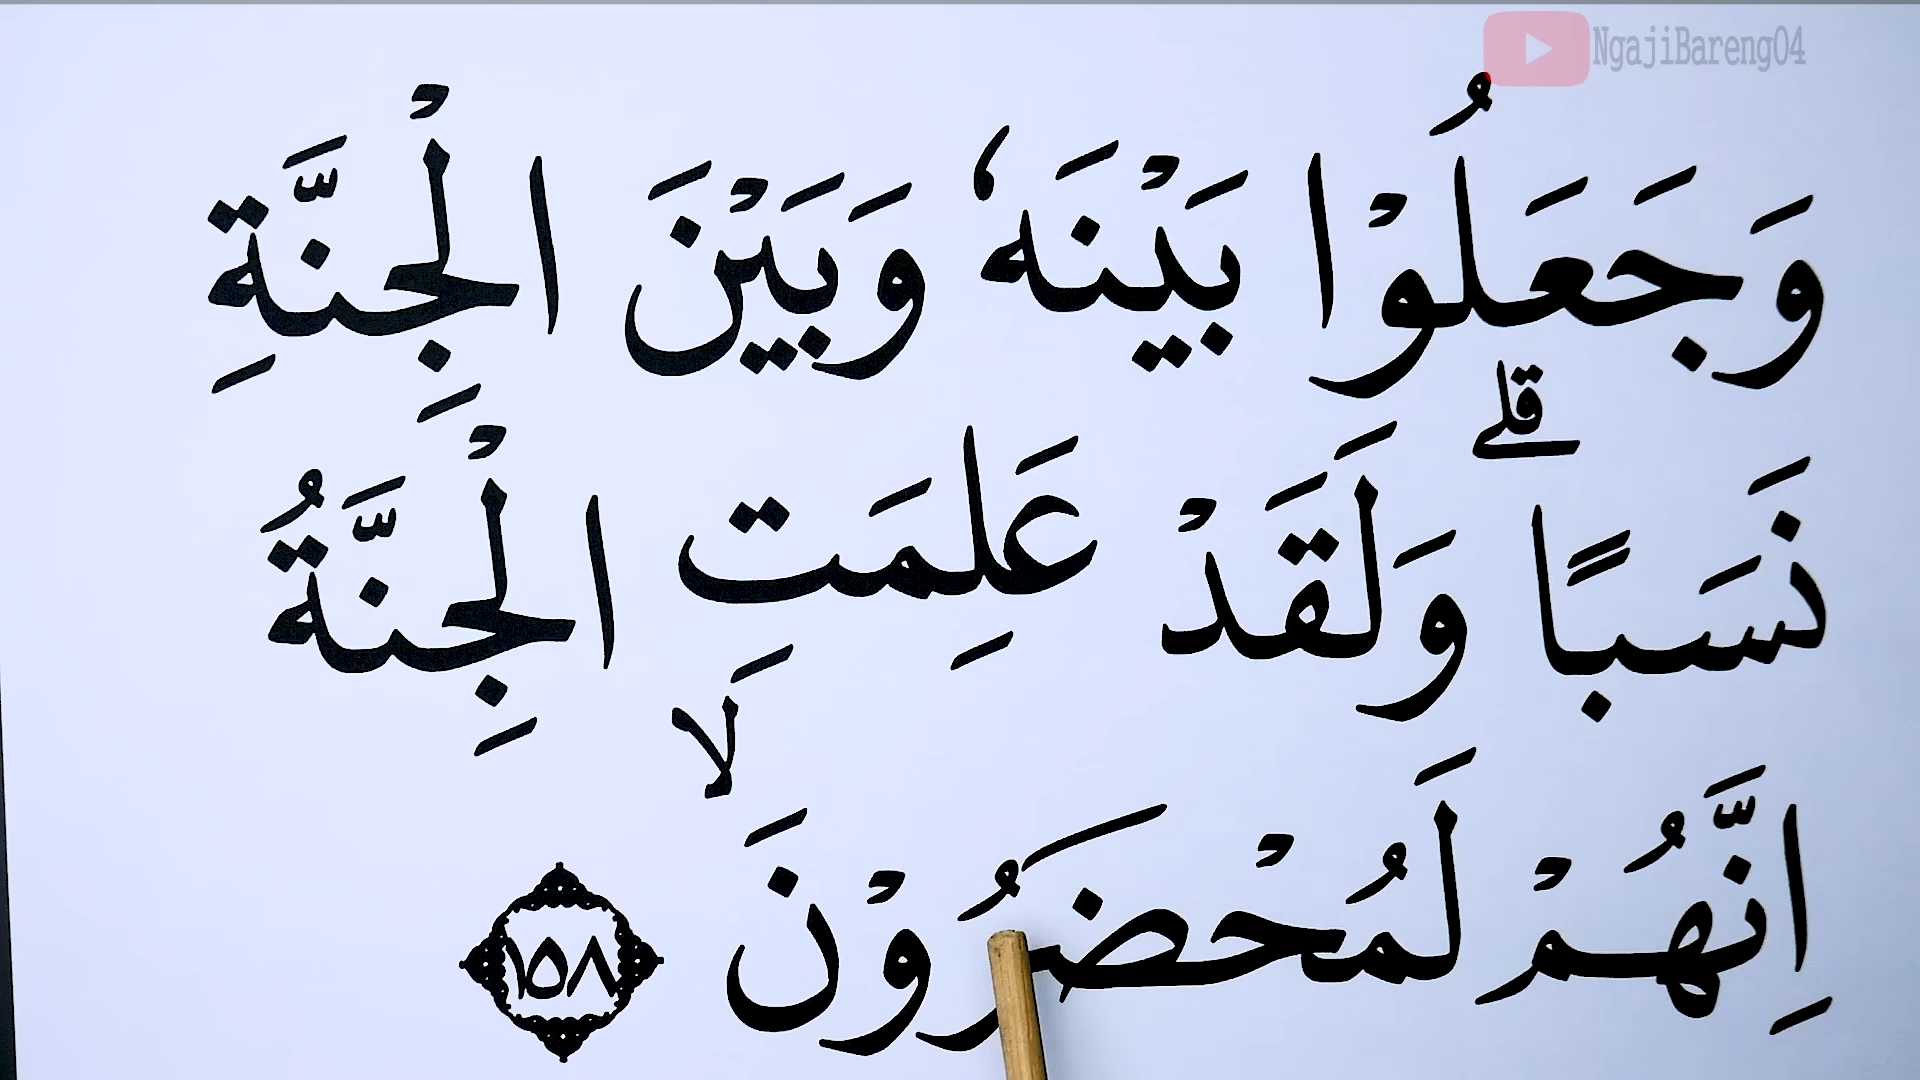 NgajiBareng04
وَجَعَلُوْا بَيْنَهٗ وَبَيْنَ الْجِنَّةِ
نَسَبًاۗ وَلَقَدْ عَلِمَتِ الْجِنَّةُ
اِنَّهُمْ لَمُحْضَرُوْنَۙ ١٥٨